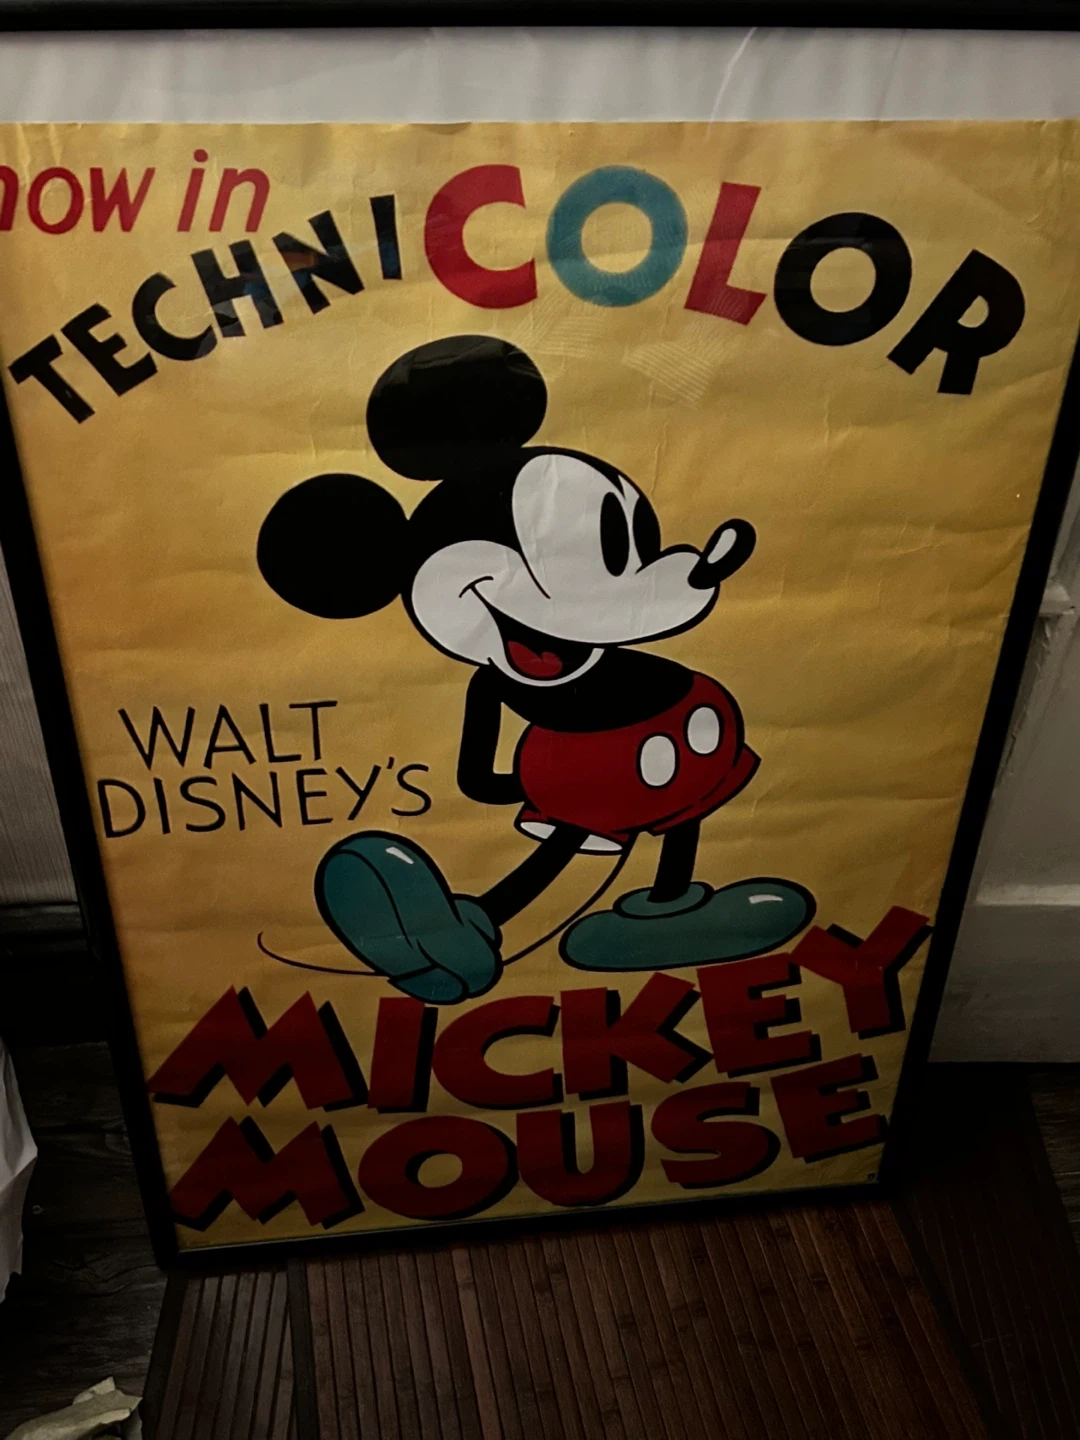 now in
TECHNICOLOR
WALT
DISNEY'S
MICKEY
MOUSE